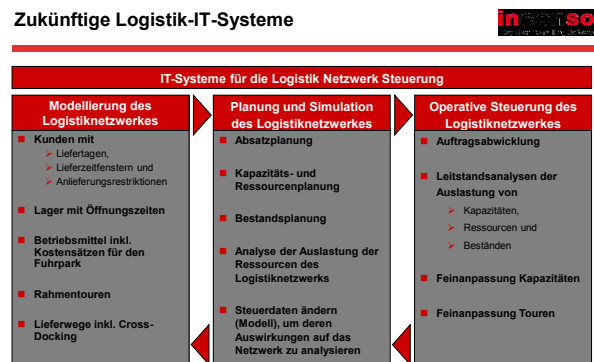 Zukünftige Logistik-IT-Systeme
IT-Systeme für die Logistik Netzwerk Steuerung
Modellierung des
Logistiknetzwerkes
Kunden mit
Liefertagen,
Lieferzeitfenstern und
Anlieferungsrestriktionen
Lager mit Öffnungszeiten
Betriebsmittel inkl.
Kostensätzen für den
Fuhrpark
Rahmentouren
Lieferwege inkl. Cross-
Docking
Planung und Simulation
des Logistiknetzwerkes
Absatzplanung
Kapazitäts- und
Ressourcenplanung
Bestandsplanung
Analyse der Auslastung der
Ressourcen des
Logistiknetzwerks
Steuerdaten ändern
(Modell), um deren
Auswirkungen auf das
Netzwerk zu analysieren
Operative Steuerung des
Logistiknetzwerkes
Auftragsabwicklung
Leitstandsanalysen der
Auslastung von
Kapazitäten,
Ressourcen und
Beständen
Feinanpassung Kapazitäten
Feinanpassung Touren